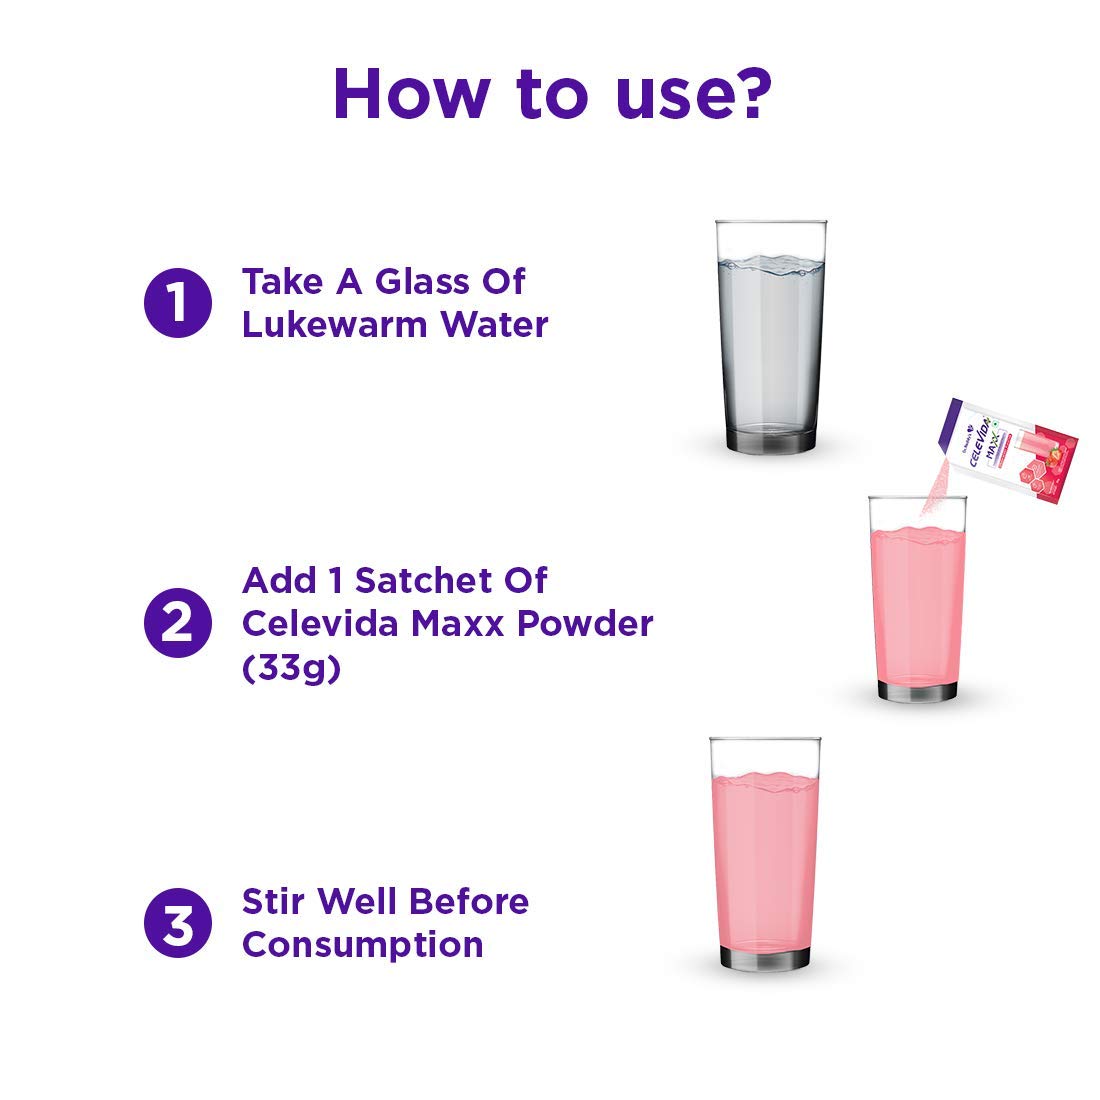 How to use?
1
Take A Glass Of
Lukewarm Water
CELEVIDA
MAXX
2
Add 1 Satchet Of
Celevida Maxx Powder
(33g)
3
Stir Well Before
Consumption